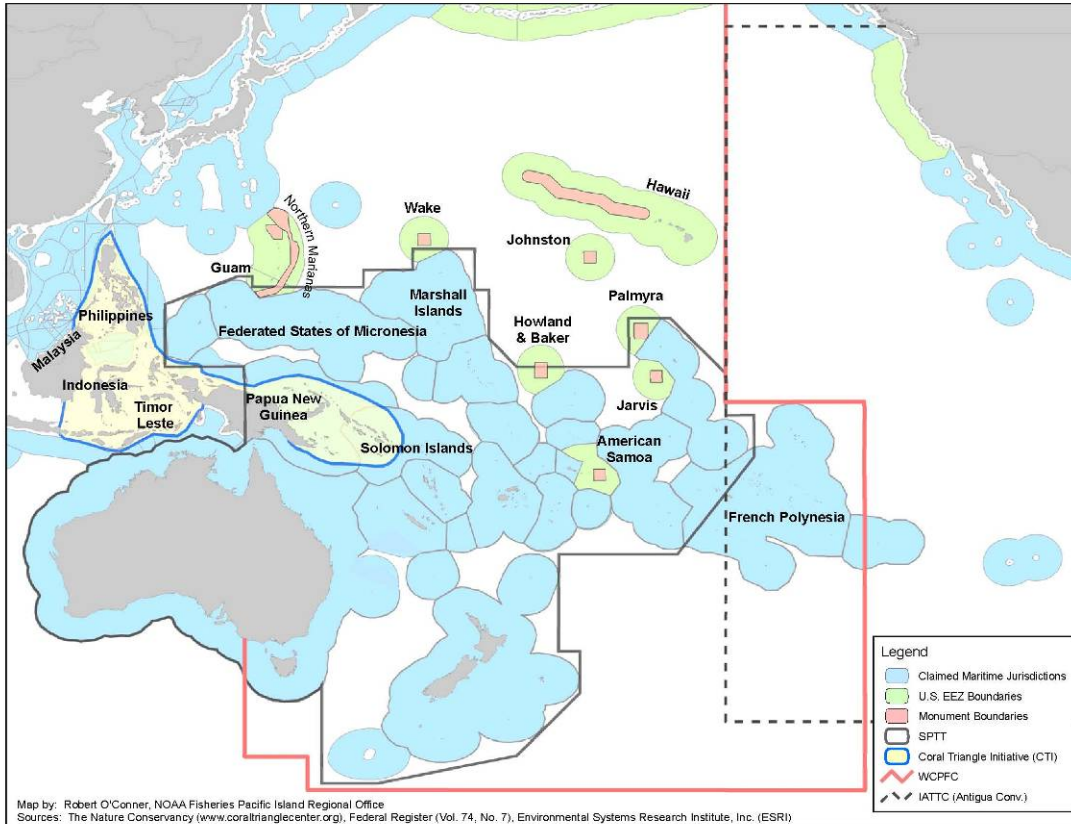 Hawaii
Northern Marianas
Wake
Johnston
Guam
Palmyra
Philippines
Federated States of Micronesia
Marshall
Islands
Howland
& Baker
Malaysia
Indonesia
Timor
Leste
Papua New
Guinea
Jarvis
Solomon Islands
American
Samoa
French Polynesia
Legend
Claimed Maritime Jurisdictions
U.S. EEZ Boundaries
Monument Boundaries
SPTT
Coral Triangle Initiative (CTI)
WCPFC
IATTC (Antigua Conv.)
Map by: Robert O'Conner, NOAA Fisheries Pacific Island Regional Office
Sources: The Nature Conservancy (www.coraltrianglecenter.org), Federal Register (Vol. 74, No. 7), Environmental Systems Research Institute, Inc. (ESRI)